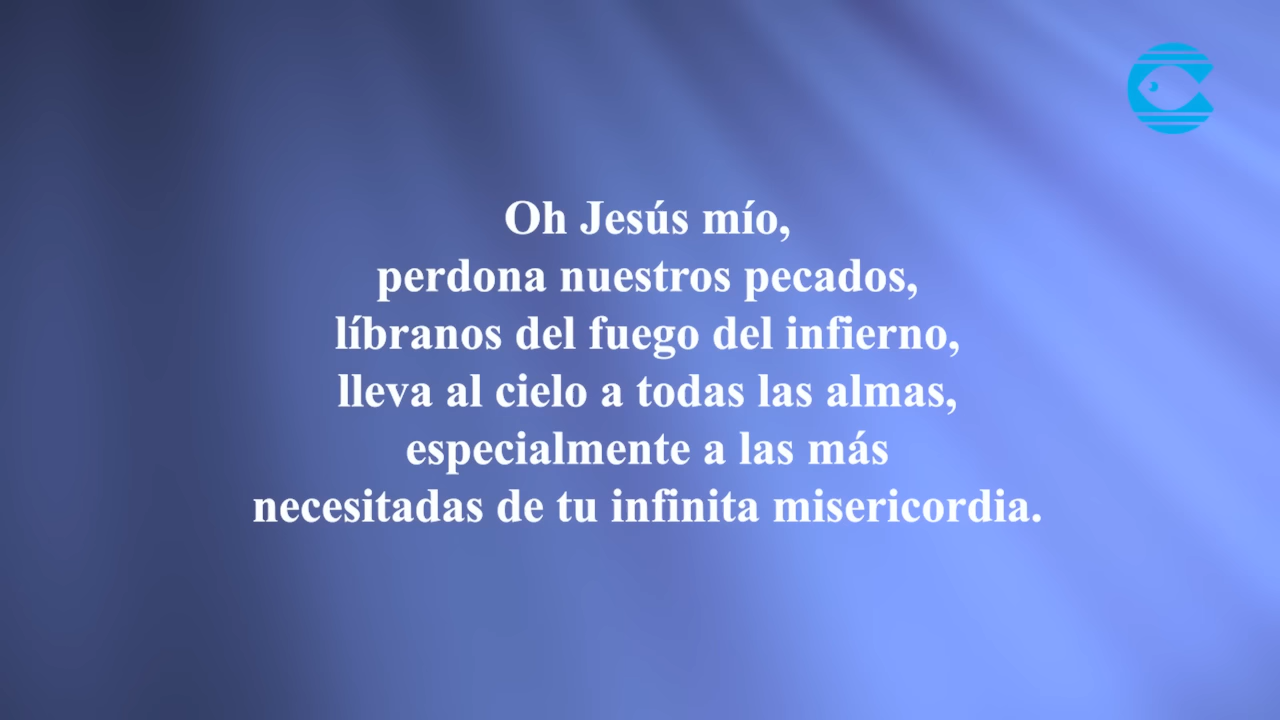 Oh Jesús mío,
perdona nuestros pecados,
líbranos del fuego del infierno,
lleva al cielo a todas las almas,
especialmente a las más
necesitadas de tu infinita misericordia.